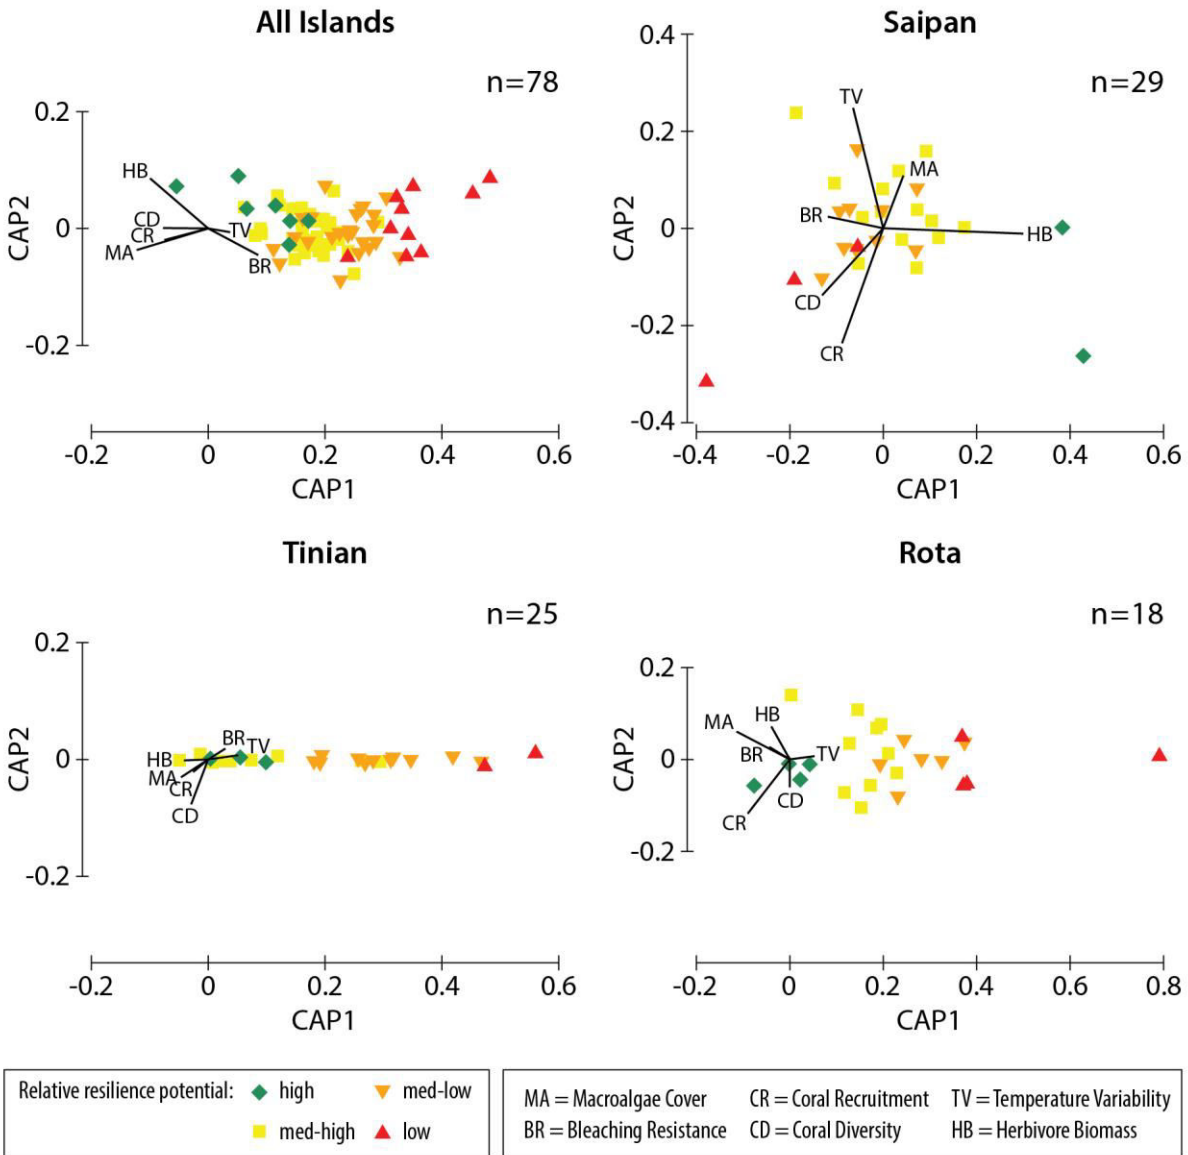 All Islands
n=78
0.2
0
-0.2
CAP2
HB
CD
CR
MA
TV
BR
-0.2 0 0.2 0.4 0.6
CAP1
Saipan
n=29
0.4
0.2
0
-0.2
-0.4
CAP2
TV
MA
BR
HB
CD
CR
-0.4 -0.2 0 0.2 0.4 0.6
CAP1
Tinian
n=25
0.2
0
-0.2
CAP2
BR
TV
HB
MA
CR
CD
-0.2 0 0.2 0.4 0.6
CAP1
Rota
n=18
0.2
0
-0.2
CAP2
MA
HB
BR
TV
CD
CR
-0.2 0 0.2 0.4 0.6 0.8
CAP1
Relative resilience potential: high med-low
med-high low
MA = Macroalgae Cover CR = Coral Recruitment TV = Temperature Variability
BR = Bleaching Resistance CD = Coral Diversity HB = Herbivore Biomass